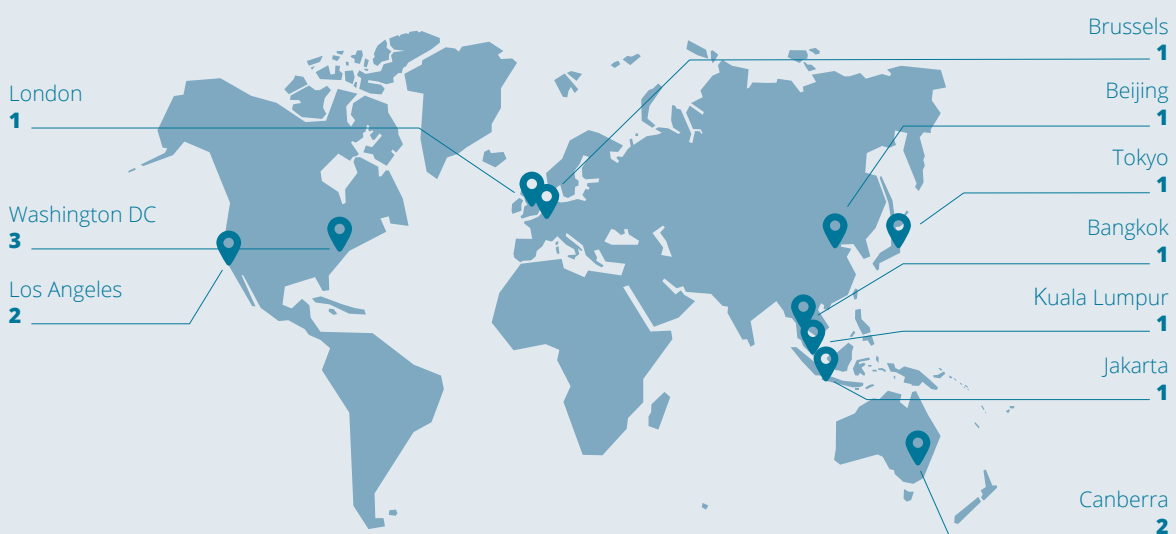 London
1
Washington DC
3
Los Angeles
2
Brussels
1
Beijing
1
Tokyo
1
Bangkok
1
Kuala Lumpur
1
Jakarta
1
Canberra
2